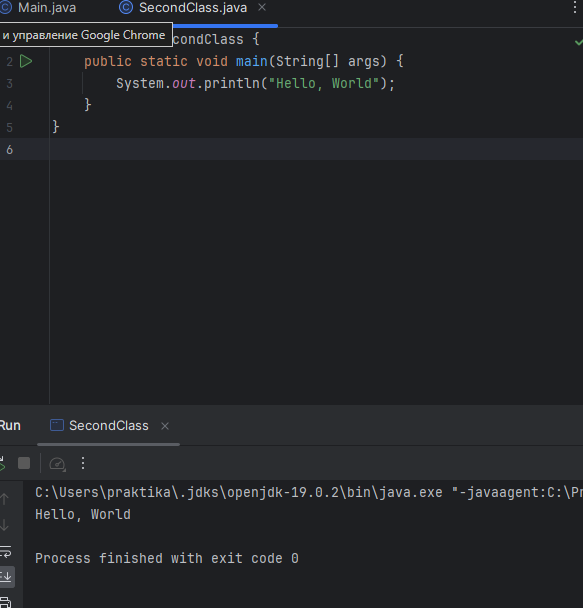 Main.java SecondClass.java
и управление Google Chrome
condClass {
2 public static void main(String[] args) {
3 System.out.println("Hello, World");
4 }
5 }
6
Run SecondClass
C:\Users\praktika\.jdks\openjdk-19.0.2\bin\java.exe "-javaagent:C:\Pr
Hello, World
Process finished with exit code 0